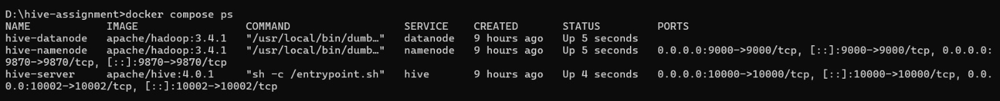 D:\hive-assignment>docker compose ps
NAME             IMAGE                 COMMAND                  SERVICE    CREATED       STATUS         PORTS
hive-datanode    apache/hadoop:3.4.1   "/usr/local/bin/dumb…"   datanode   9 hours ago   Up 5 seconds
hive-namenode    apache/hadoop:3.4.1   "/usr/local/bin/dumb…"   namenode   9 hours ago   Up 5 seconds   0.0.0.0:9000->9000/tcp, [::]:9000->9000/tcp, 0.0.0.0:
9870->9870/tcp, [::]:9870->9870/tcp
hive-server      apache/hive:4.0.1     "sh -c /entrypoint.sh"   hive       9 hours ago   Up 4 seconds   0.0.0.0:10000->10000/tcp, [::]:10000->10000/tcp, 0.0.
0.0:10002->10002/tcp, [::]:10002->10002/tcp